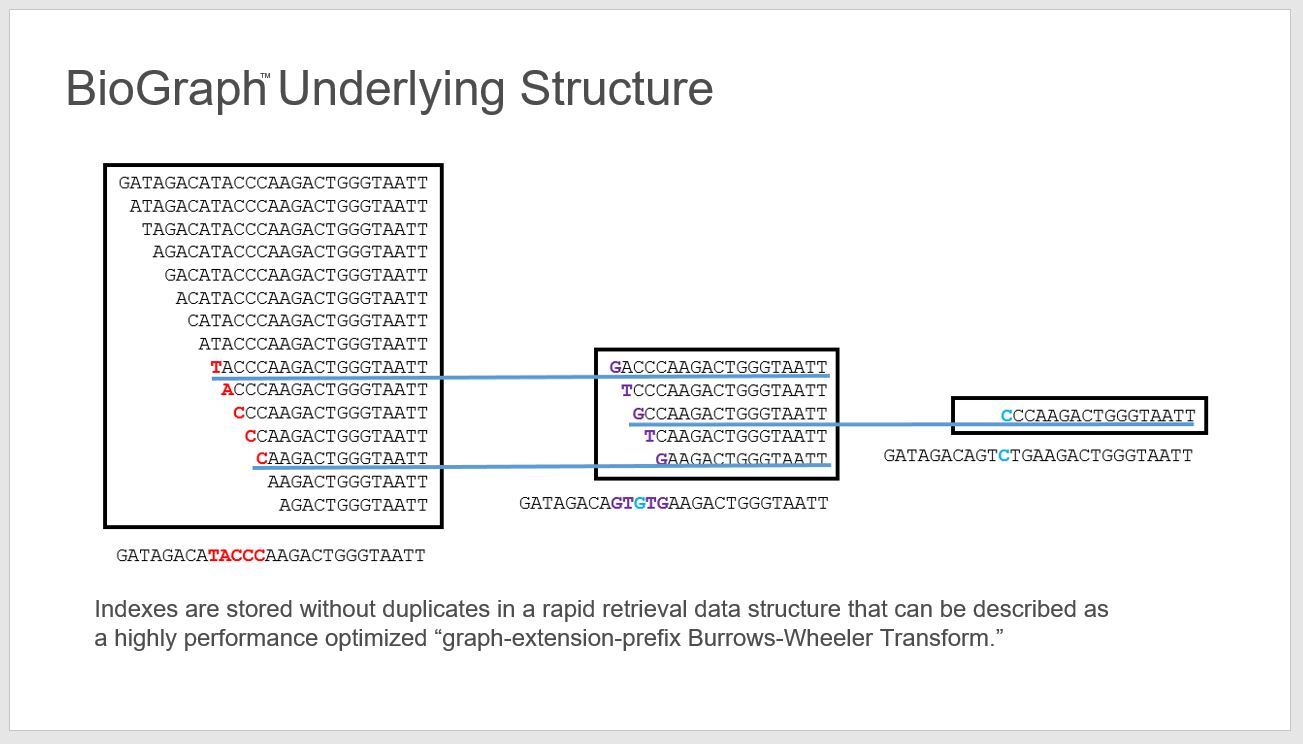 BioGraph™ Underlying Structure
GATAGACATACCCAAGACTGGGTAATT
ATAGACATACCCAAGACTGGGTAATT
TAGACATACCCAAGACTGGGTAATT
AGACATACCCAAGACTGGGTAATT
GACATACCCAAGACTGGGTAATT
ACATACCCAAGACTGGGTAATT
CATACCCAAGACTGGGTAATT
ATACCCAAGACTGGGTAATT
TACCCAAGACTGGGTAATT
ACCCAAGACTGGGTAATT
CCCAAGACTGGGTAATT
CCAAGACTGGGTAATT
CAAGACTGGGTAATT
AAGACTGGGTAATT
AGACTGGGTAATT
GATAGACATACCCAAGACTGGGTAATT
GACCCAAGACTGGGTAATT
TCCCAAGACTGGGTAATT
GCCAAGACTGGGTAATT
TCAAGACTGGGTAATT
GAAGACTGGGTAATT
GATAGACAGTGTGAAGACTGGGTAATT
CCCAAGACTGGGTAATT
GATAGACAGTCTGAAGACTGGGTAATT
Indexes are stored without duplicates in a rapid retrieval data structure that can be described as
a highly performance optimized “graph-extension-prefix Burrows-Wheeler Transform.”